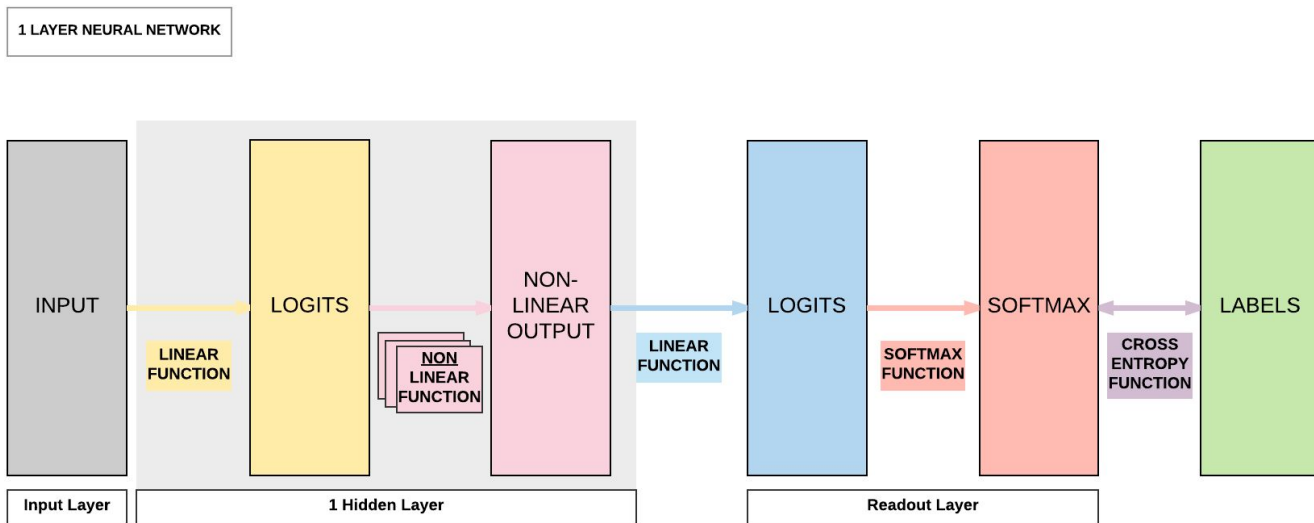 1 LAYER NEURAL NETWORK
INPUT
LINEAR
FUNCTION
LOGITS
NON
LINEAR
FUNCTION
NON-
LINEAR
OUTPUT
LINEAR
FUNCTION
LOGITS
SOFTMAX
FUNCTION
SOFTMAX
CROSS
ENTROPY
FUNCTION
LABELS
Input Layer
1 Hidden Layer
Readout Layer